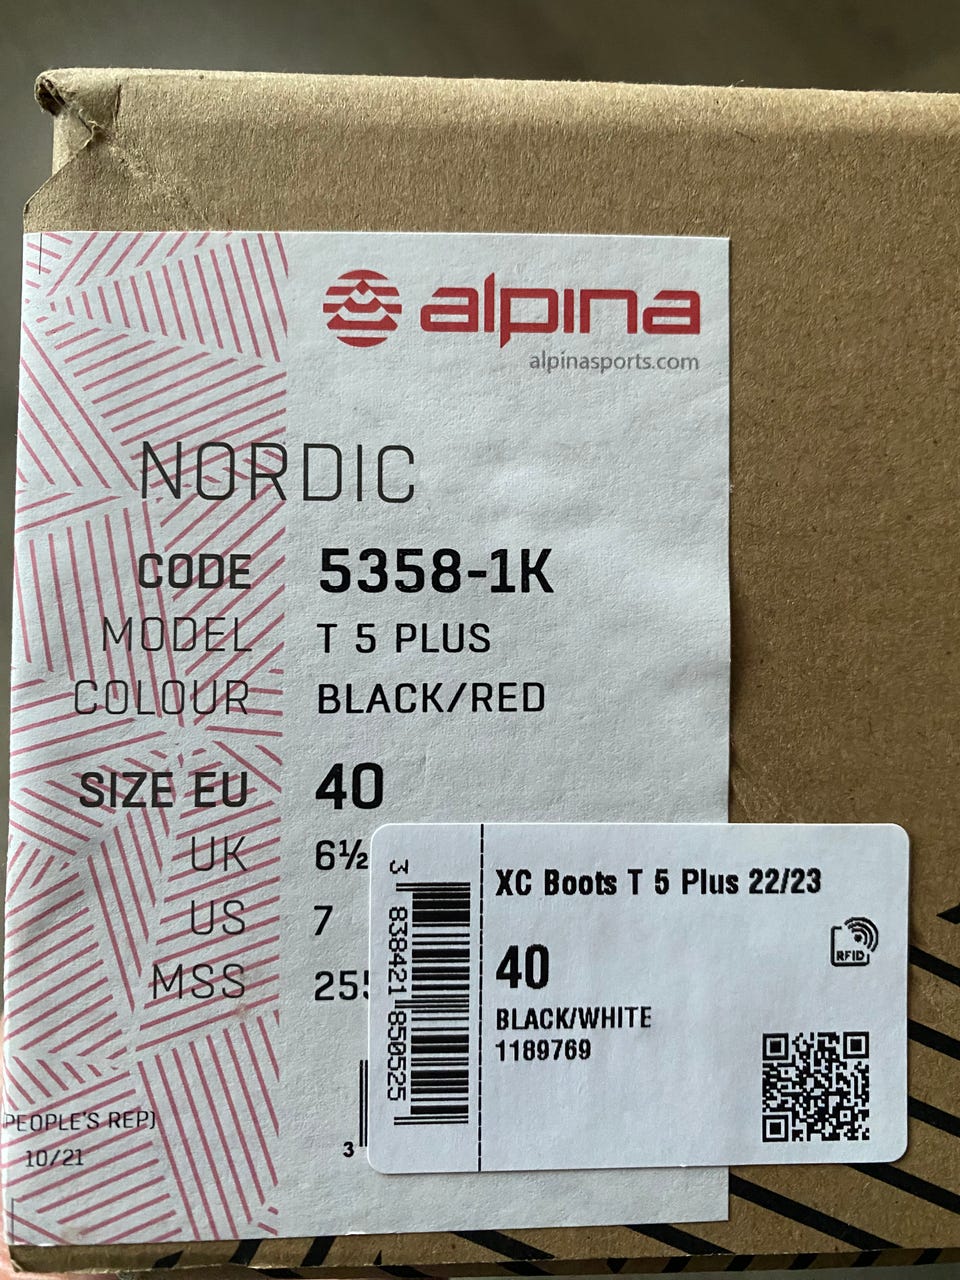 alpina
alpinasports.com
NORDIC
CODE 5358-1K
MODEL T 5 PLUS
COLOUR BLACK/RED
SIZE EU 40
UK 6½
US 7
MSS 255
PEOPLE'S REP)
10/21
3
3 838421 850525
XC Boots T 5 Plus 22/23
RFID
40
BLACK/WHITE
1189769